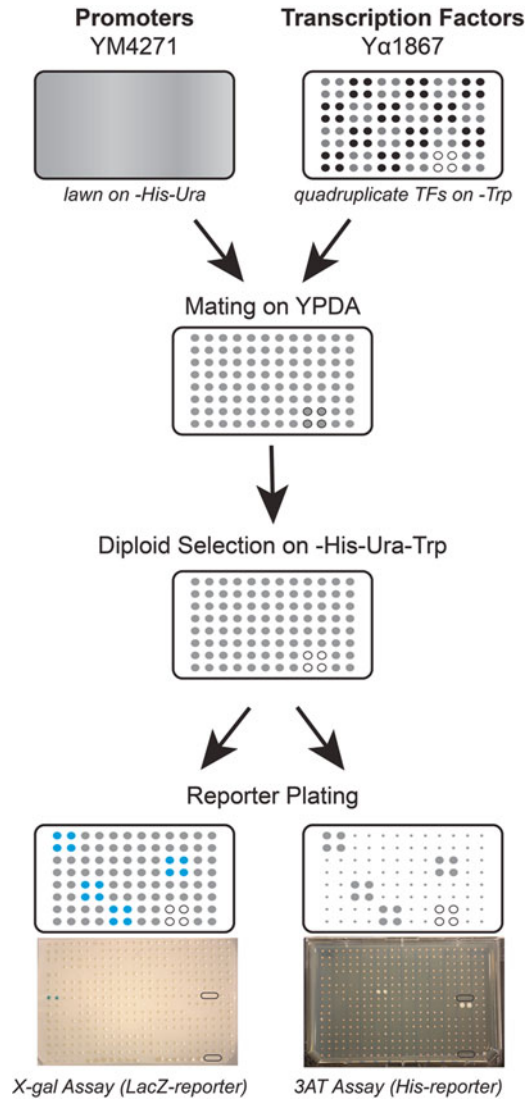 Promoters
YM4271
Transcription Factors
Yα1867
lawn on -His-Ura
quadruplicate TFs on -Trp
Mating on YPDA
Diploid Selection on -His-Ura-Trp
Reporter Plating
X-gal Assay (LacZ-reporter)
3AT Assay (His-reporter)